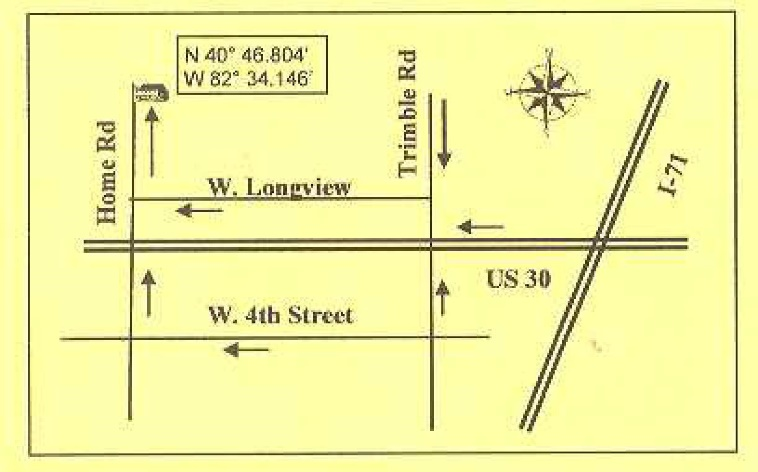 N 40° 46.804'
W 82° 34.146'
Trimble Rd
Home Rd
I-71
W. Longview
US 30
W. 4th Street